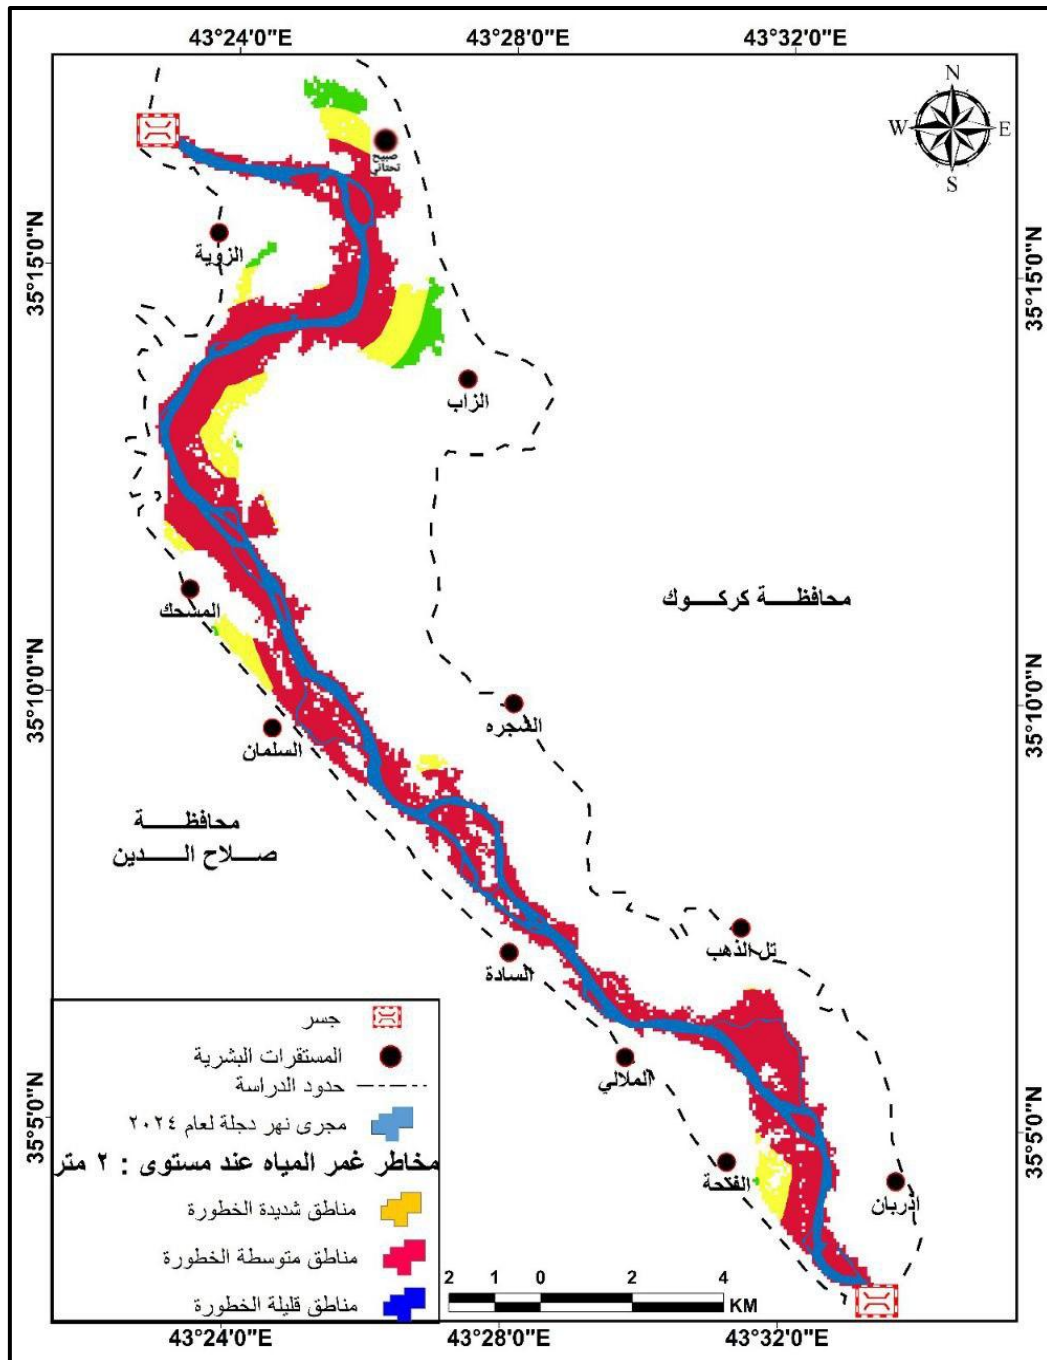 43°24'0"E
43°28'0"E
43°32'0"E
N
W
E
S
صبيح
تحتاني
الزوية
35°15'0"N
35°15'0"N
الزاب
المسحك
محافظـــــة كركــــوك
35°10'0"N
35°10'0"N
الشجره
السلمان
محافظـــــــة
صـــلاح الــــدين
تل الذهب
السادة
جسر
المستقرات البشرية
الملالي
حدود الدراسة
35°5'0"N
35°5'0"N
مجرى نهر دجلة لعام ٢٠٢٤
مخاطر غمر المياه عند مستوى : ٢ متر
الفتحة
ادربان
مناطق شديدة الخطورة
مناطق متوسطة الخطورة
مناطق قليلة الخطورة
2 1 0 2 4
KM
43°24'0"E
43°28'0"E
43°32'0"E